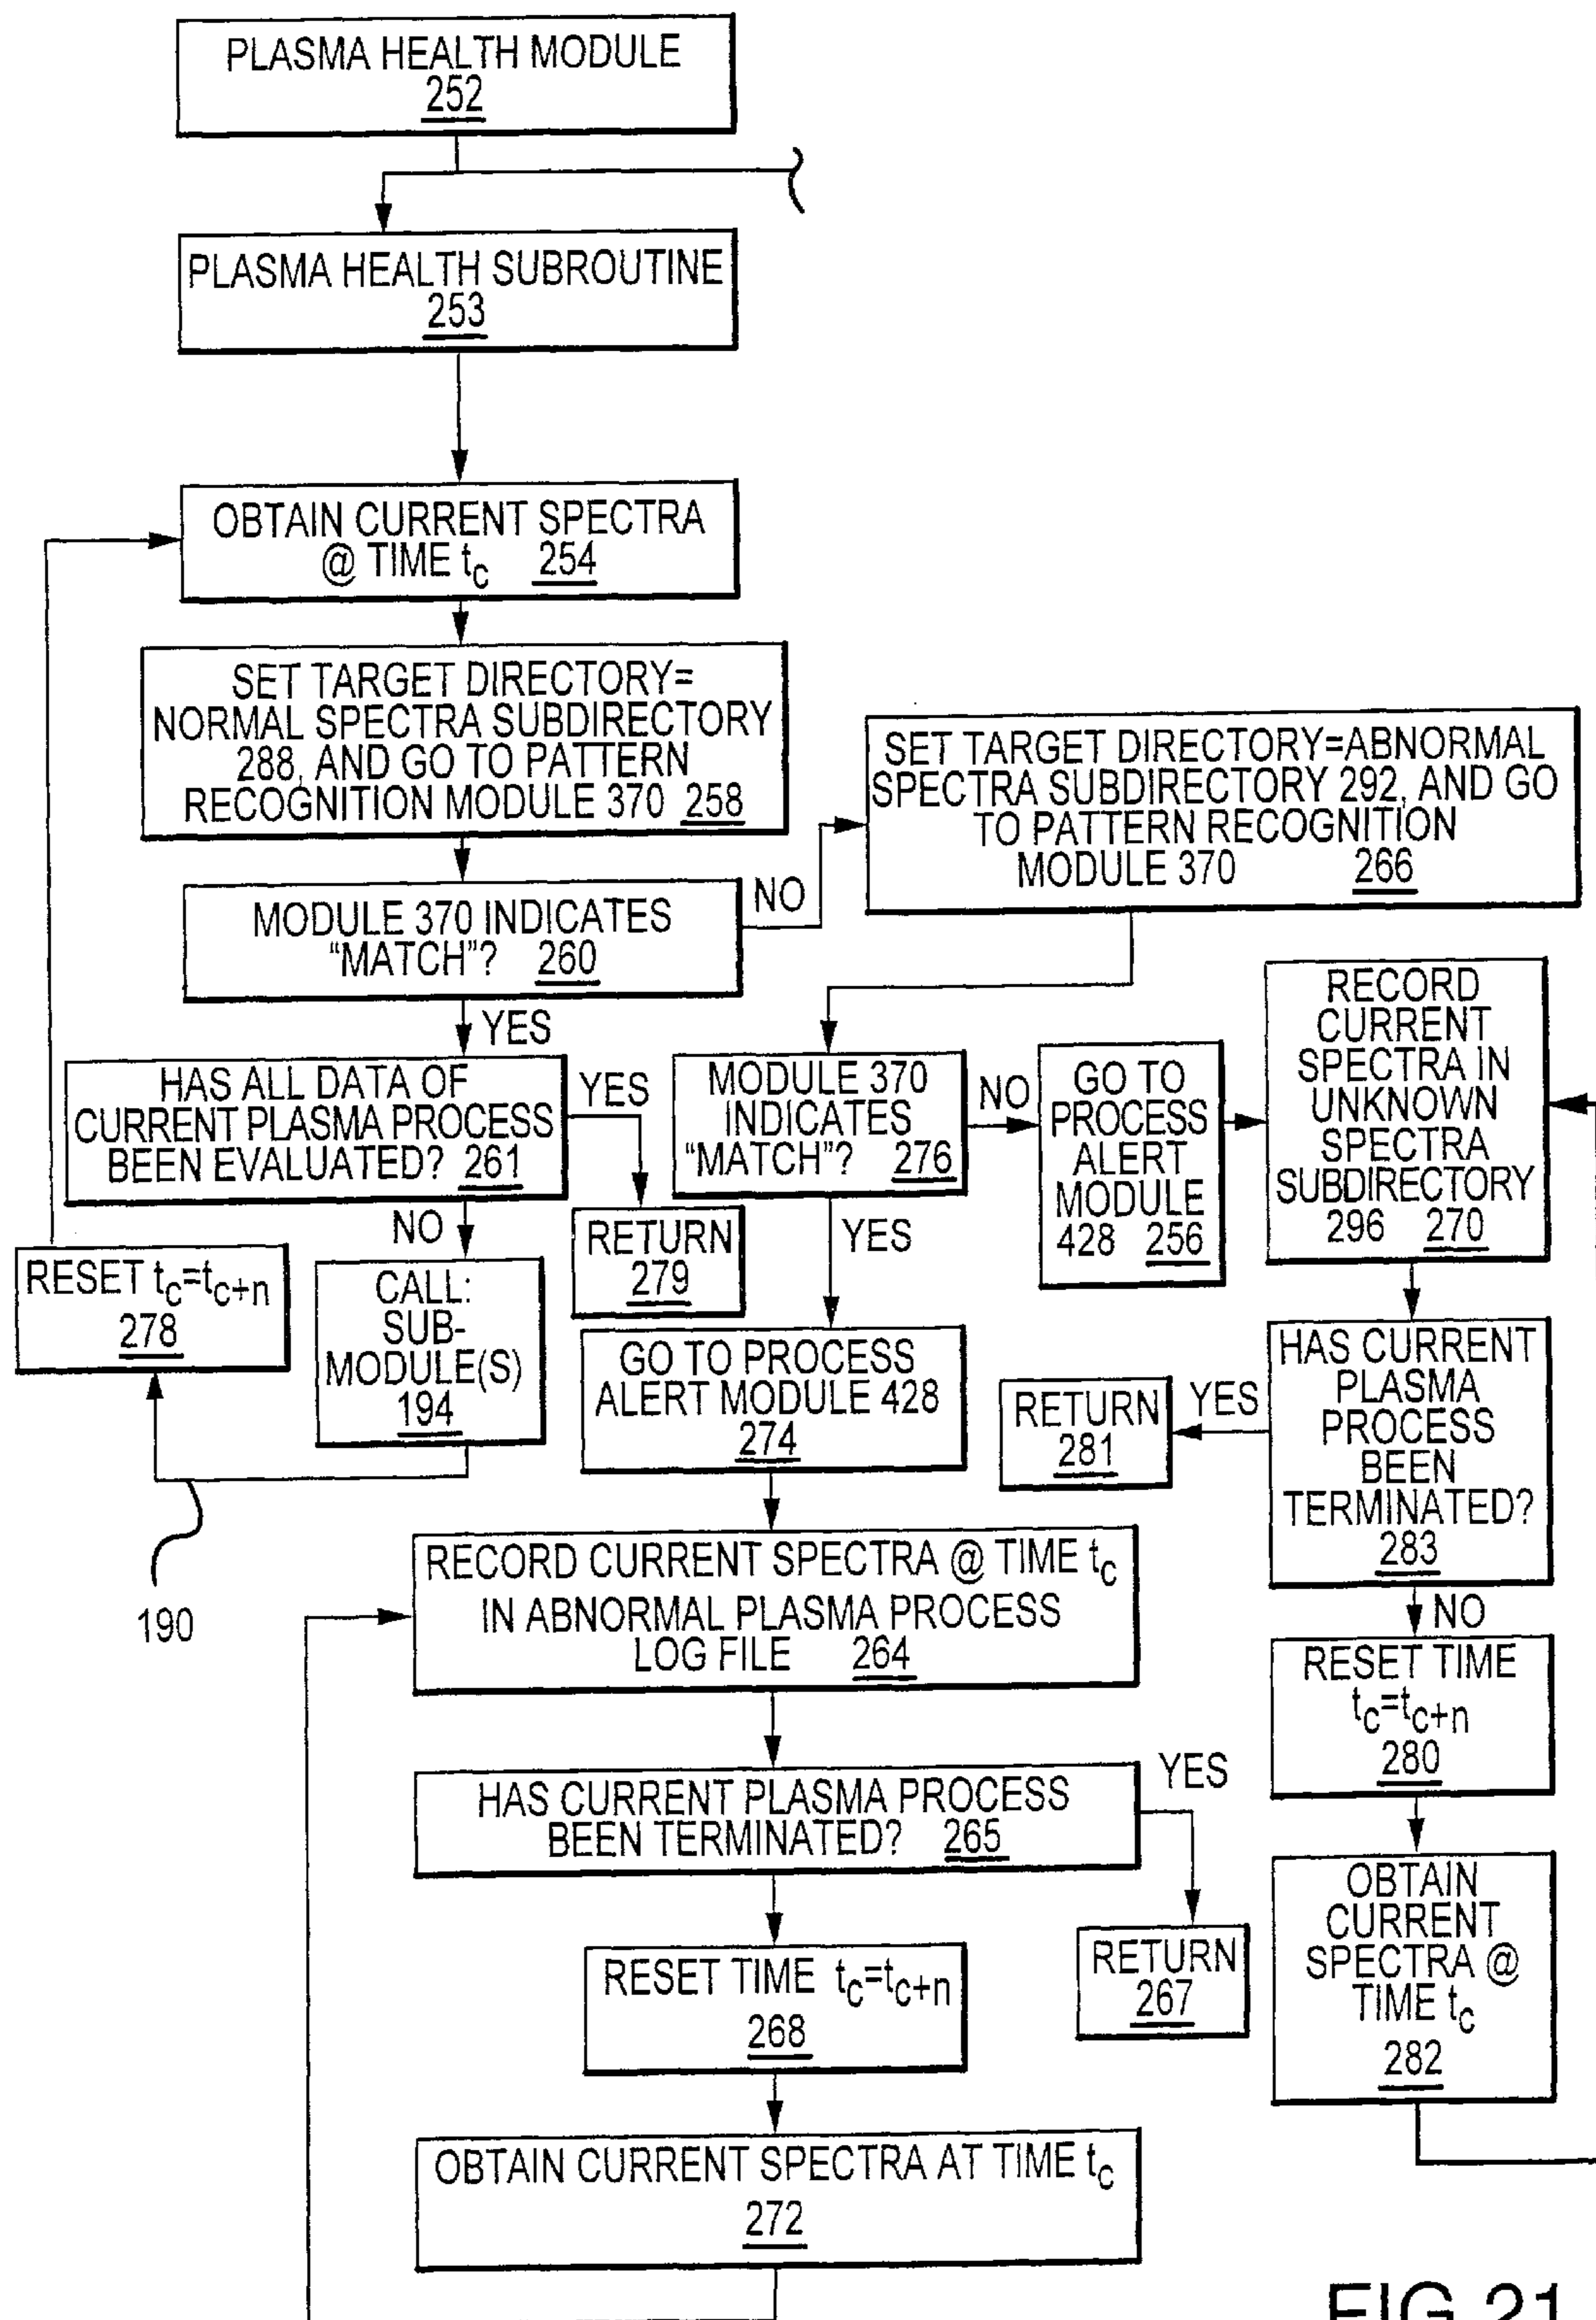 PLASMA HEALTH MODULE
252
PLASMA HEALTH SUBROUTINE
253
OBTAIN CURRENT SPECTRA
@ TIME tc 254
SET TARGET DIRECTORY=
NORMAL SPECTRA SUBDIRECTORY
288, AND GO TO PATTERN
RECOGNITION MODULE 370 258
SET TARGET DIRECTORY=ABNORMAL
SPECTRA SUBDIRECTORY 292, AND GO
TO PATTERN RECOGNITION
MODULE 370 266
MODULE 370 INDICATES
“MATCH”? 260
NO
YES
HAS ALL DATA OF
CURRENT PLASMA PROCESS
BEEN EVALUATED? 261
YES
NO
RETURN
279
RESET tc=tc+n
278
CALL:
SUB-
MODULE(S)
194
190
MODULE 370
INDICATES
“MATCH”? 276
NO
YES
GO TO
PROCESS
ALERT
MODULE
428 256
RECORD
CURRENT
SPECTRA IN
UNKNOWN
SPECTRA
SUBDIRECTORY
296 270
GO TO PROCESS
ALERT MODULE 428
274
HAS CURRENT
PLASMA
PROCESS
BEEN
TERMINATED?
283
YES
RETURN
281
NO
RESET TIME
tc=tc+n
280
OBTAIN
CURRENT
SPECTRA @
TIME tc
282
RECORD CURRENT SPECTRA @ TIME tc
IN ABNORMAL PLASMA PROCESS
LOG FILE 264
HAS CURRENT PLASMA PROCESS
BEEN TERMINATED? 265
YES
RETURN
267
RESET TIME tc=tc+n
268
OBTAIN CURRENT SPECTRA AT TIME tc
272
FIG.21